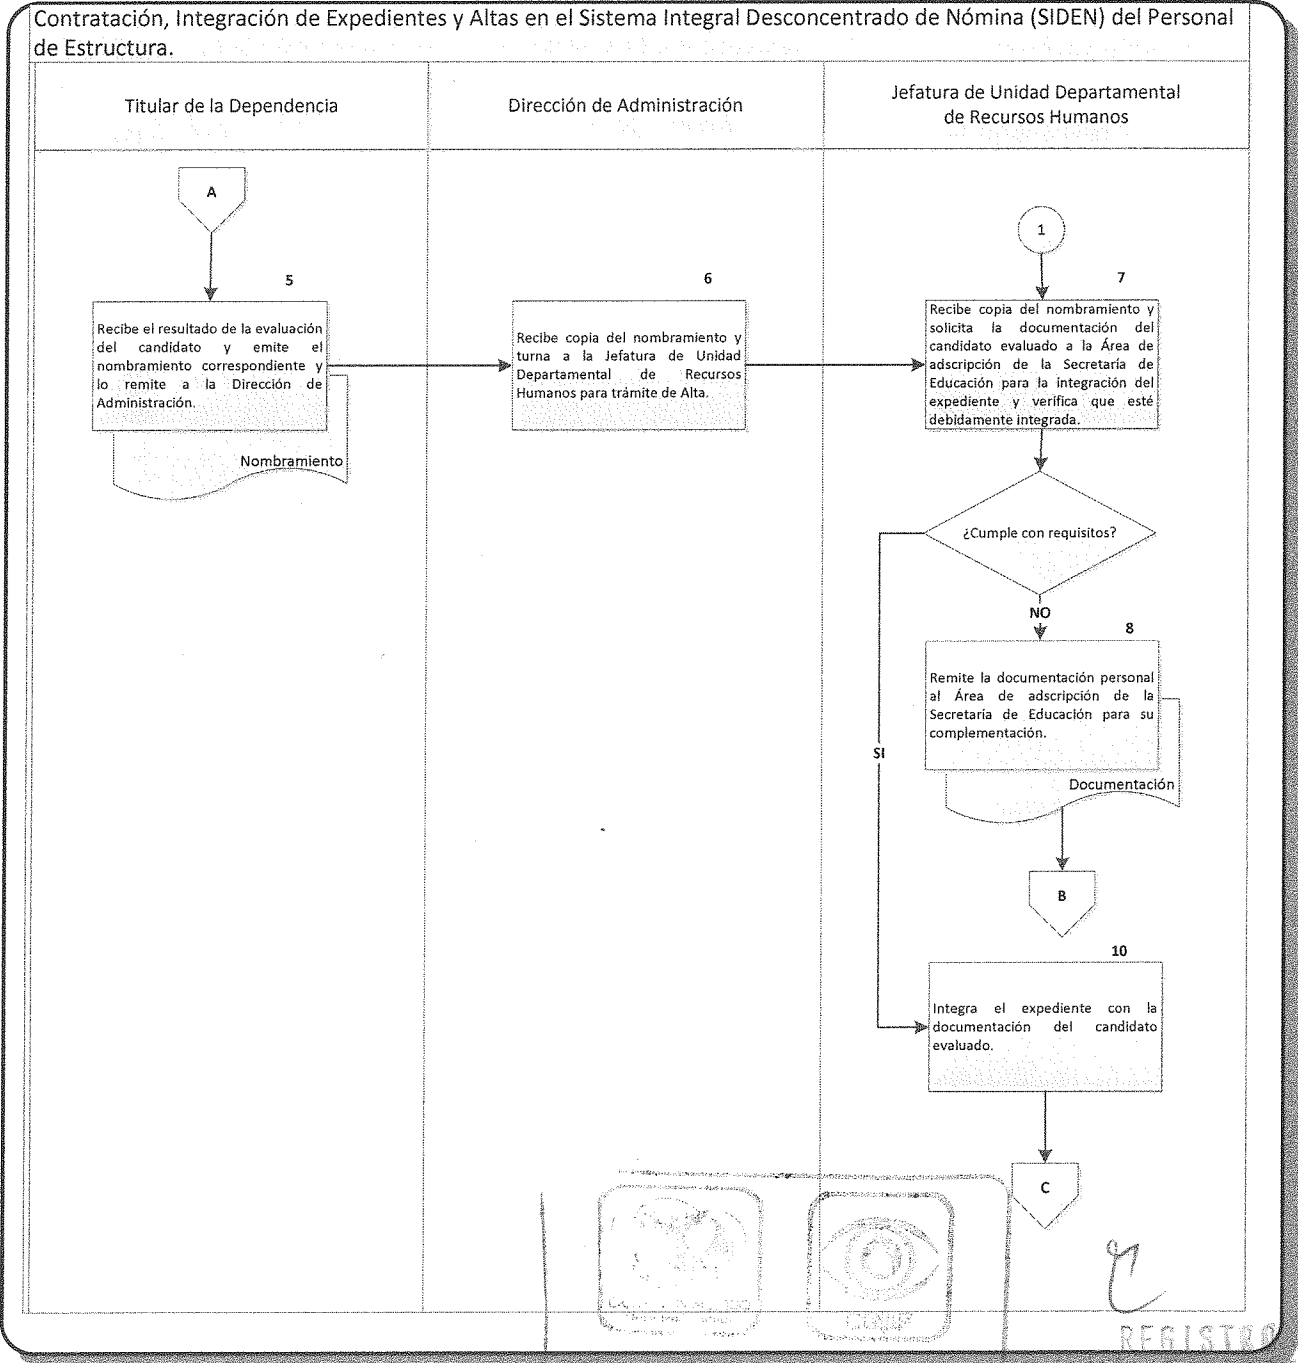 Contratación, Integración de Expedientes y Altas en el Sistema Integral Desconcentrado de Nómina (SIDEN) del Personal
de Estructura.
Titular de la Dependencia
Dirección de Administración
Jefatura de Unidad Departamental
de Recursos Humanos
A
5
Recibe el resultado de la evaluación
del candidato y emite el
nombramiento correspondiente y
lo remite a la Dirección de
Administración.
Nombramiento
6
Recibe copia del nombramiento y
turna a la Jefatura de Unidad
Departamental de Recursos
Humanos para trámite de Alta.
1
7
Recibe copia del nombramiento y
solicita la documentación del
candidato evaluado a la Área de
adscripción de la Secretaría de
Educación para la integración del
expediente y verifica que esté
debidamente integrada.
¿Cumple con requisitos?
NO
SI
8
Remite la documentación personal
al Área de adscripción de la
Secretaría de Educación para su
complementación.
Documentación
B
10
Integra el expediente con la
documentación del candidato
evaluado.
C
REGISTRO